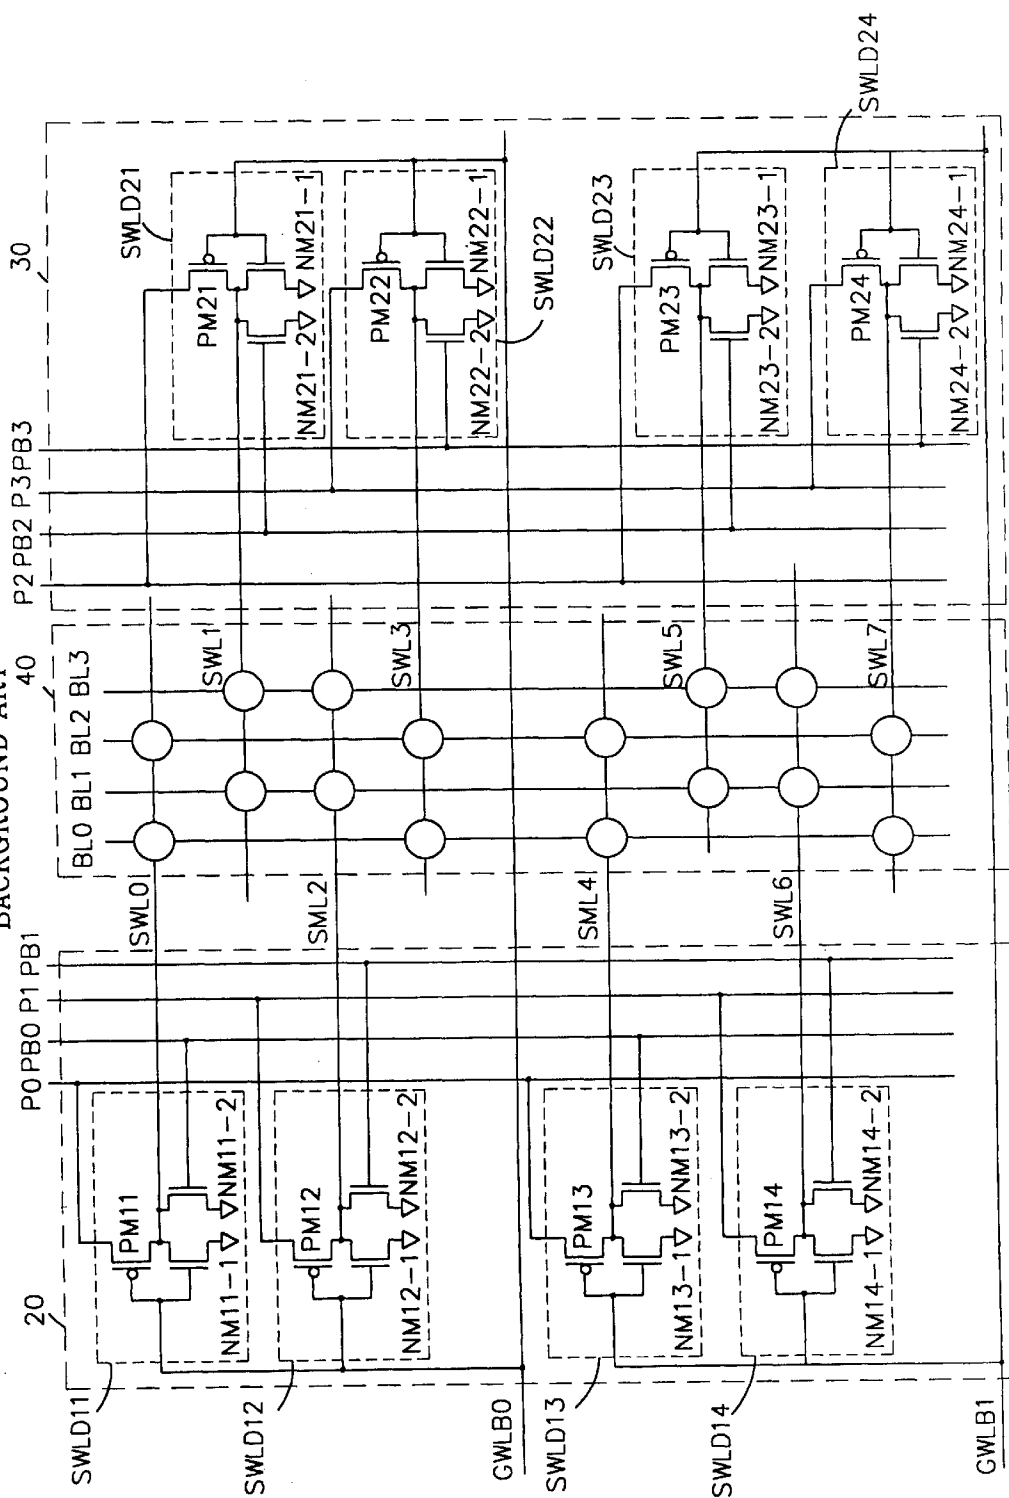 BACKGROUND ART
20
P0 PB0 P1 PB1
40
BL0 BL1 BL2 BL3
30
P2 PB2 P3 PB3
SWLD11
PM11
NM11-1
NM11-2
SWL0
SWL1
SWLD21
PM21
NM21-2
NM21-1
SWLD12
PM12
NM12-1
NM12-2
SML2
SWL3
PM22
NM22-2
NM22-1
SWLD22
GWLB0
SWLD13
PM13
NM13-1
NM13-2
SML4
SWL5
SWLD23
PM23
NM23-2
NM23-1
SWLD14
PM14
NM14-1
NM14-2
SWL6
SWL7
PM24
NM24-2
NM24-1
SWLD24
GWLB1